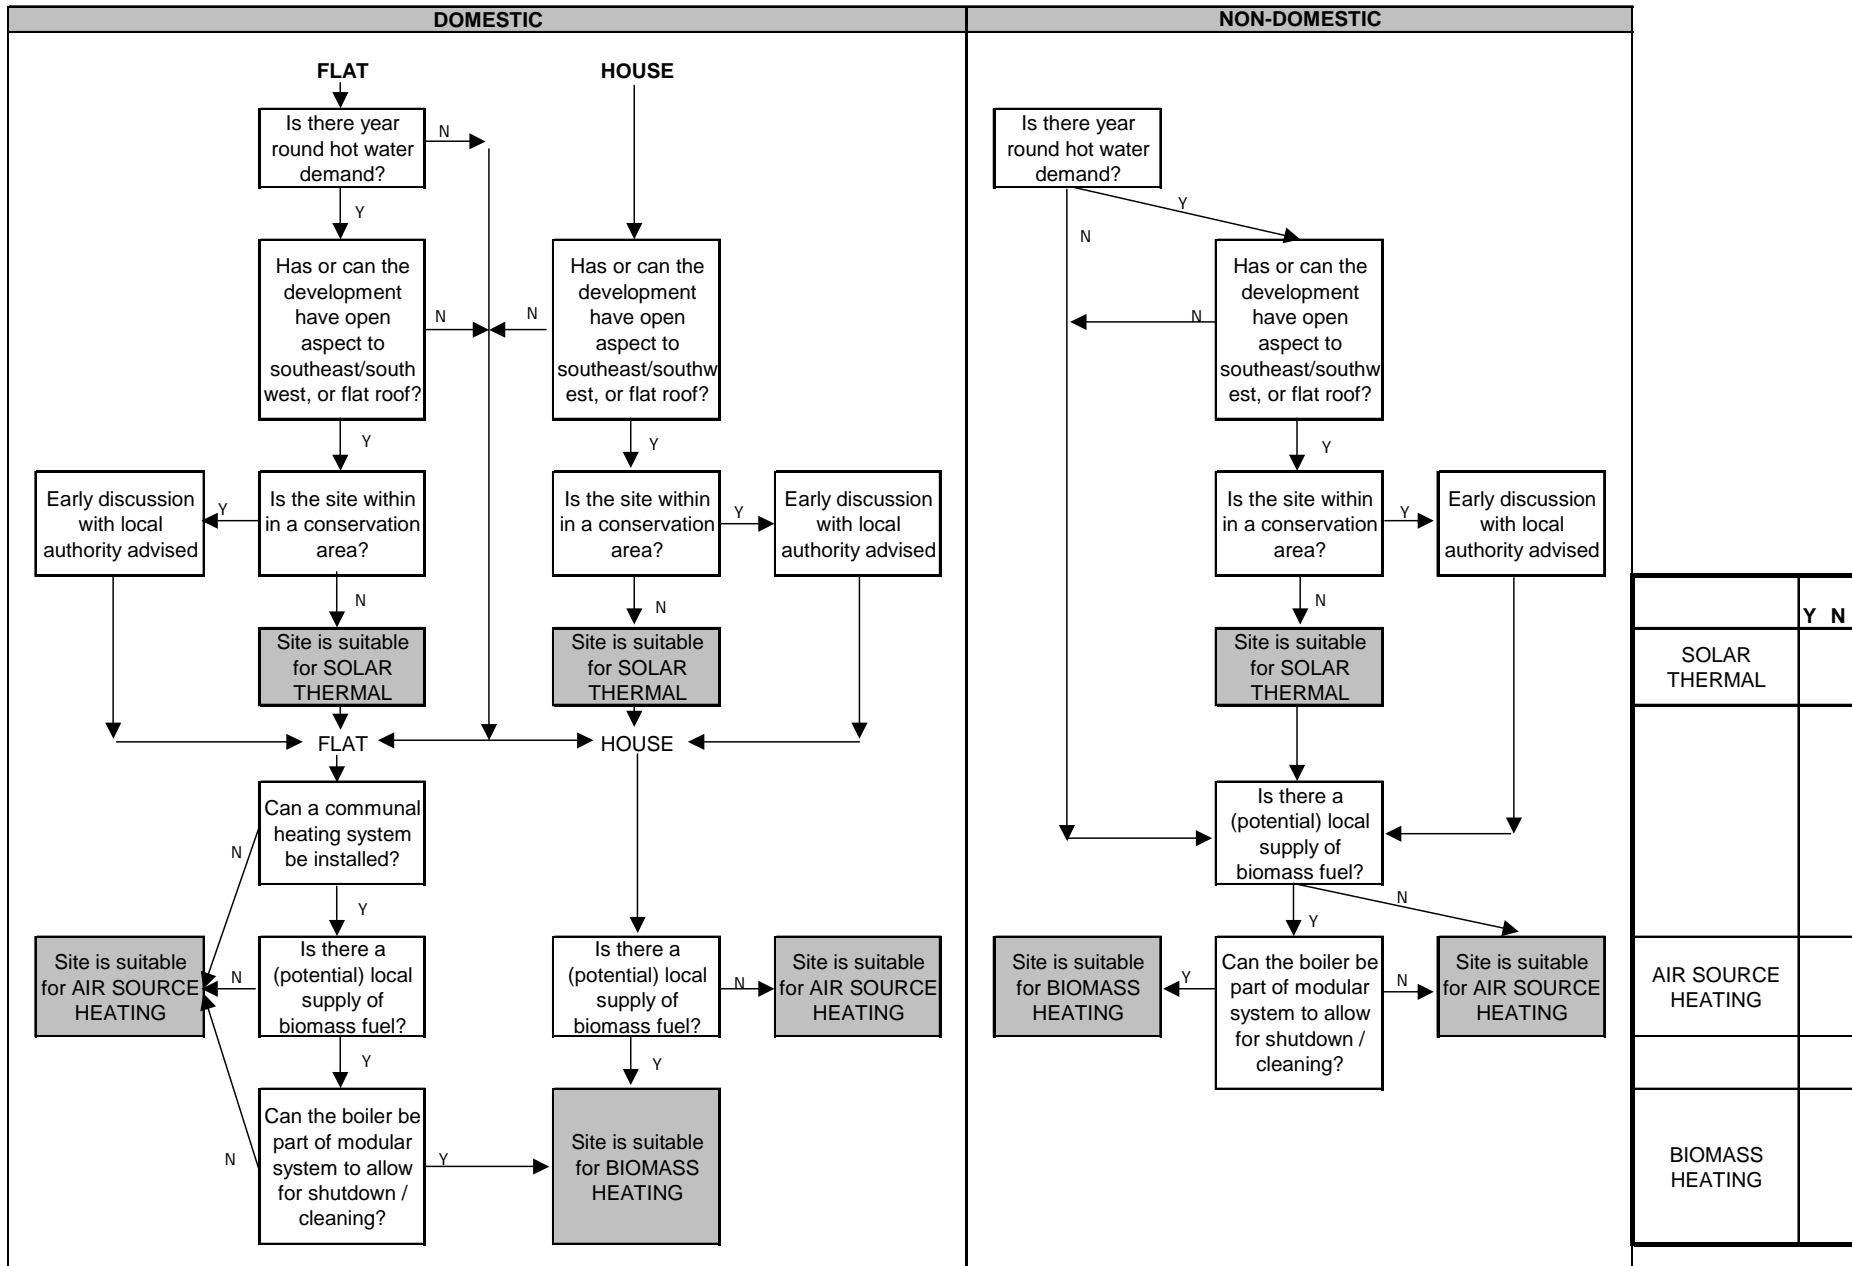 DOMESTIC
NON-DOMESTIC
FLAT
HOUSE
Is there year
round hot water
demand?
N
Y
Is there year
round hot water
demand?
Y
N
Has or can the
development
have open
aspect to
southeast/south
west, or flat roof?
N
N
Has or can the
development
have open
aspect to
southeast/southw
est, or flat roof?
Has or can the
development
have open
aspect to
southeast/southw
est, or flat roof?
N
Y
Y
Y
Early discussion
with local
authority advised
Y
Is the site within
in a conservation
area?
Is the site within
in a conservation
area?
Y
Early discussion
with local
authority advised
Is the site within
in a conservation
area?
Y
Early discussion
with local
authority advised
N
N
N
Y N
Site is suitable
for SOLAR
THERMAL
Site is suitable
for SOLAR
THERMAL
Site is suitable
for SOLAR
THERMAL
SOLAR
THERMAL
FLAT
HOUSE
Can a communal
heating system
be installed?
N
Y
Is there a
(potential) local
supply of
biomass fuel?
N
Y
Site is suitable
for AIR SOURCE
HEATING
N
Is there a
(potential) local
supply of
biomass fuel?
Is there a
(potential) local
supply of
biomass fuel?
N
Site is suitable
for AIR SOURCE
HEATING
Site is suitable
for BIOMASS
HEATING
Y
Can the boiler be
part of modular
system to allow
for shutdown /
cleaning?
N
Site is suitable
for AIR SOURCE
HEATING
AIR SOURCE
HEATING
Y
Y
Can the boiler be
part of modular
system to allow
for shutdown /
cleaning?
N
Y
Site is suitable
for BIOMASS
HEATING
BIOMASS
HEATING